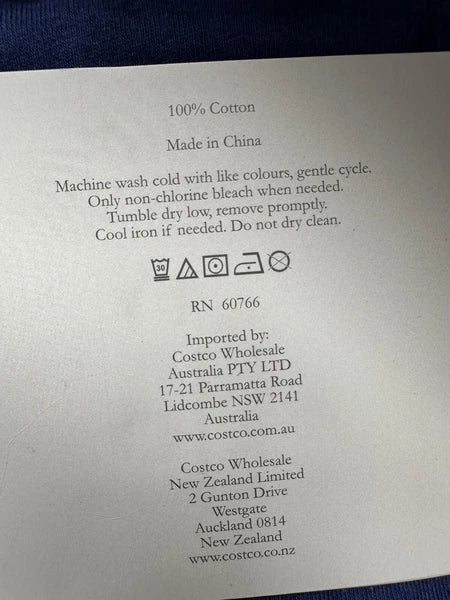 100% Cotton
Made in China
Machine wash cold with like colours, gentle cycle.
Only non-chlorine bleach when needed.
Tumble dry low, remove promptly.
Cool iron if needed. Do not dry clean.
30
RN 60766
Imported by:
Costco Wholesale
Australia PTY LTD
17-21 Parramatta Road
Lidcombe NSW 2141
Australia
www.costco.com.au
Costco Wholesale
New Zealand Limited
2 Gunton Drive
Westgate
Auckland 0814
New Zealand
www.costco.co.nz